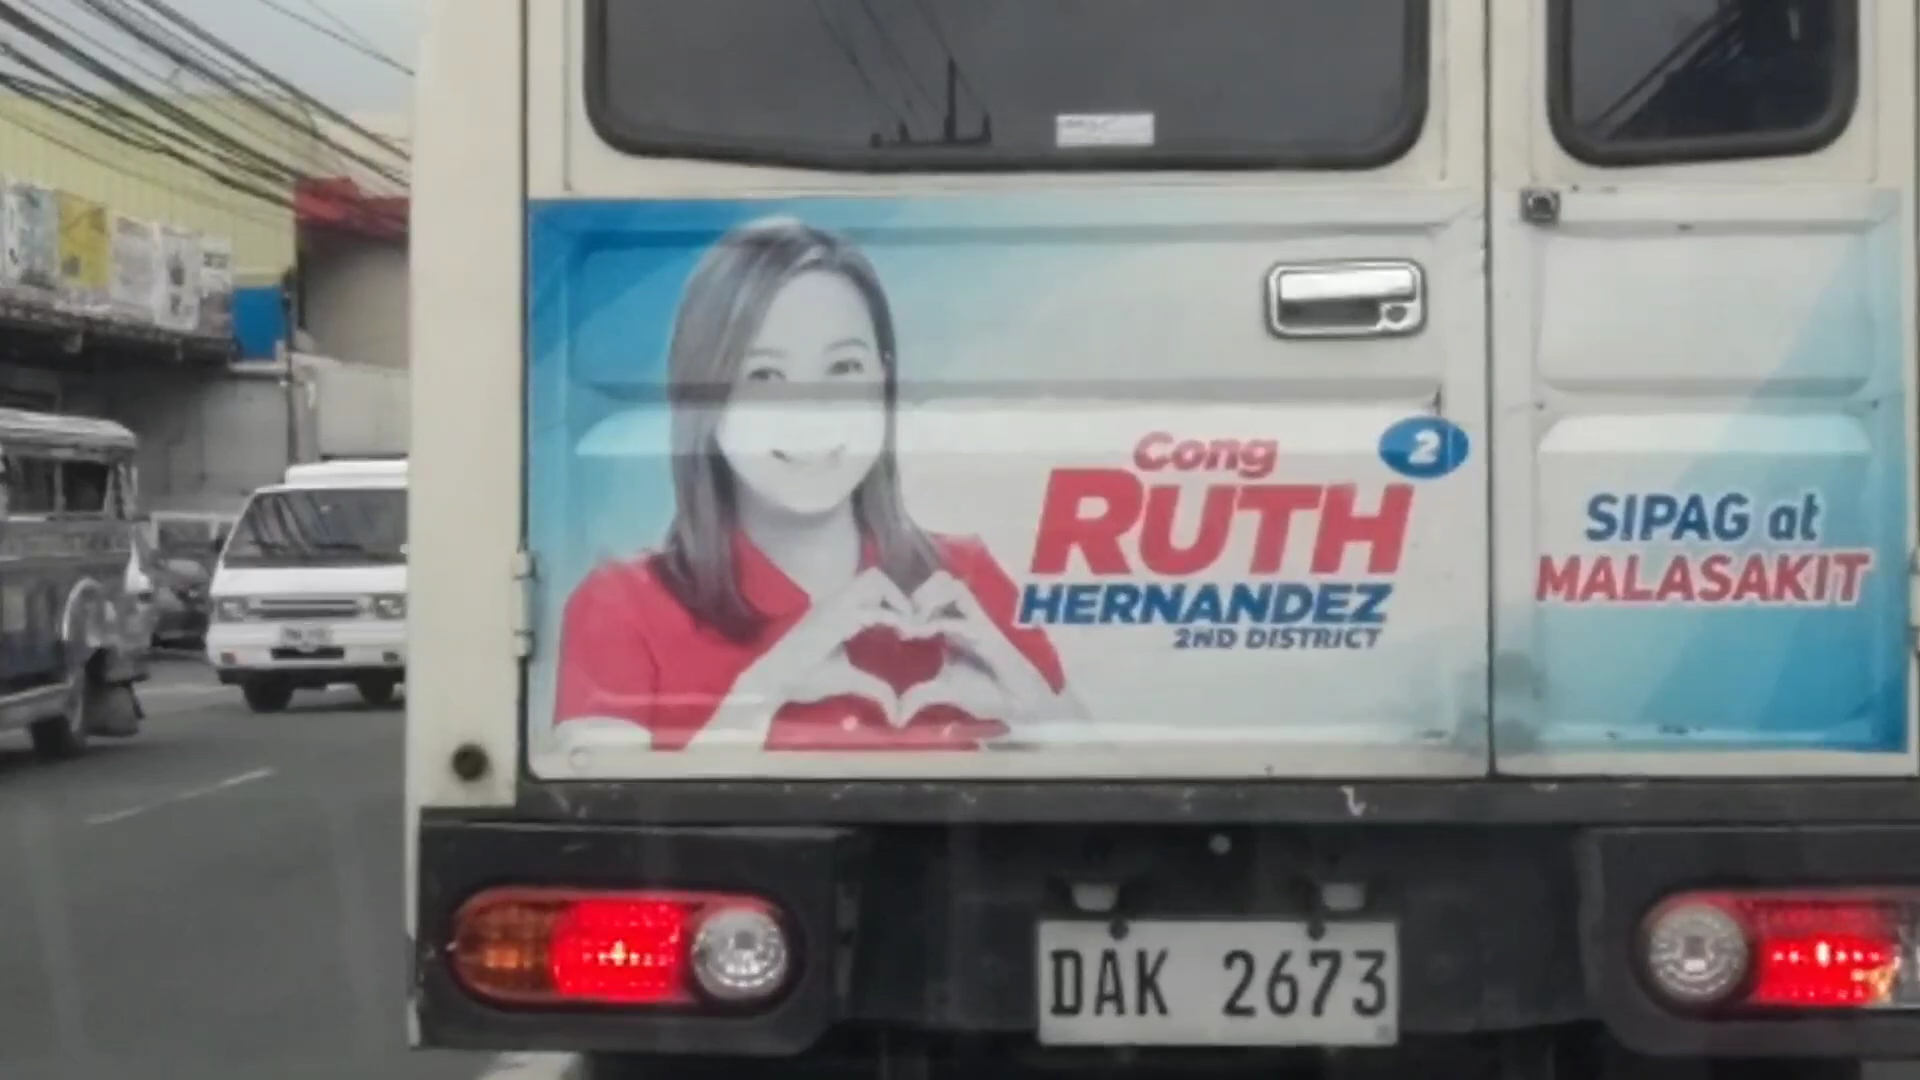 Cong
2
RUTH
HERNANDEZ
2ND DISTRICT
SIPAG at
MALASAKIT
DAK 2673